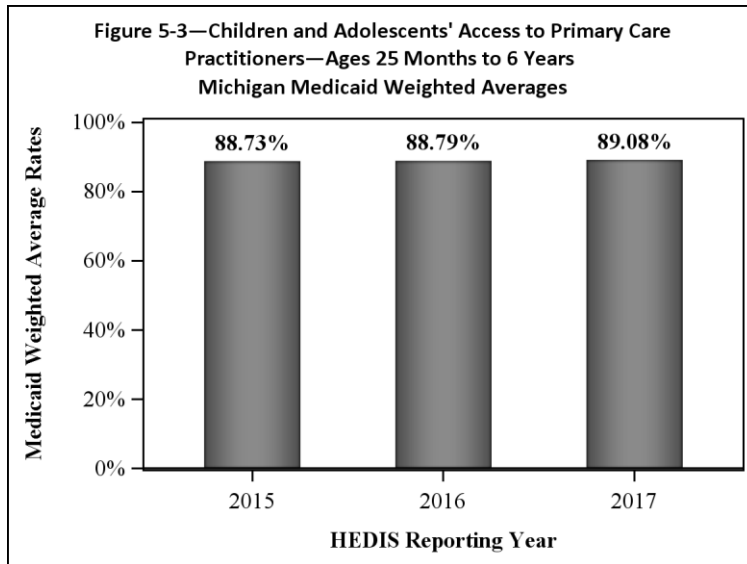 Figure 5-3—Children and Adolescents' Access to Primary Care
Practitioners—Ages 25 Months to 6 Years
Michigan Medicaid Weighted Averages
Medicaid Weighted Average Rates
100%
80%
60%
40%
20%
0%
88.73%
88.79%
89.08%
2015
2016
2017
HEDIS Reporting Year